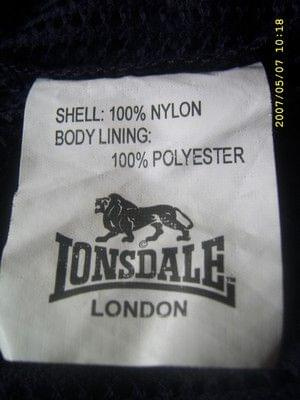 2007/05/07 10:18
SHELL: 100% NYLON
BODY LINING:
100% POLYESTER
LONSDALE
LONDON